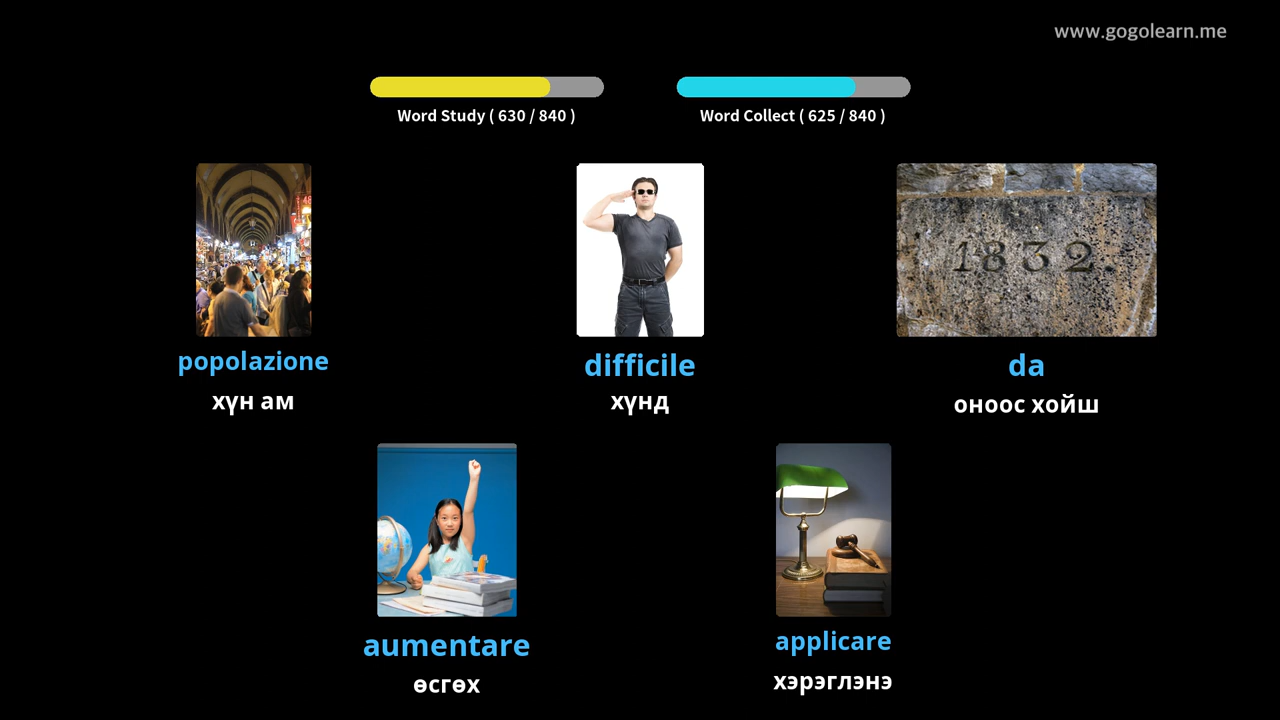 www.gogolearn.me
Word Study ( 630 / 840 )
Word Collect ( 625 / 840 )
1832.
popolazione
хүн ам
difficile
хүнд
da
оноос хойш
aumentare
өсгөх
applicare
хэрэглэнэ